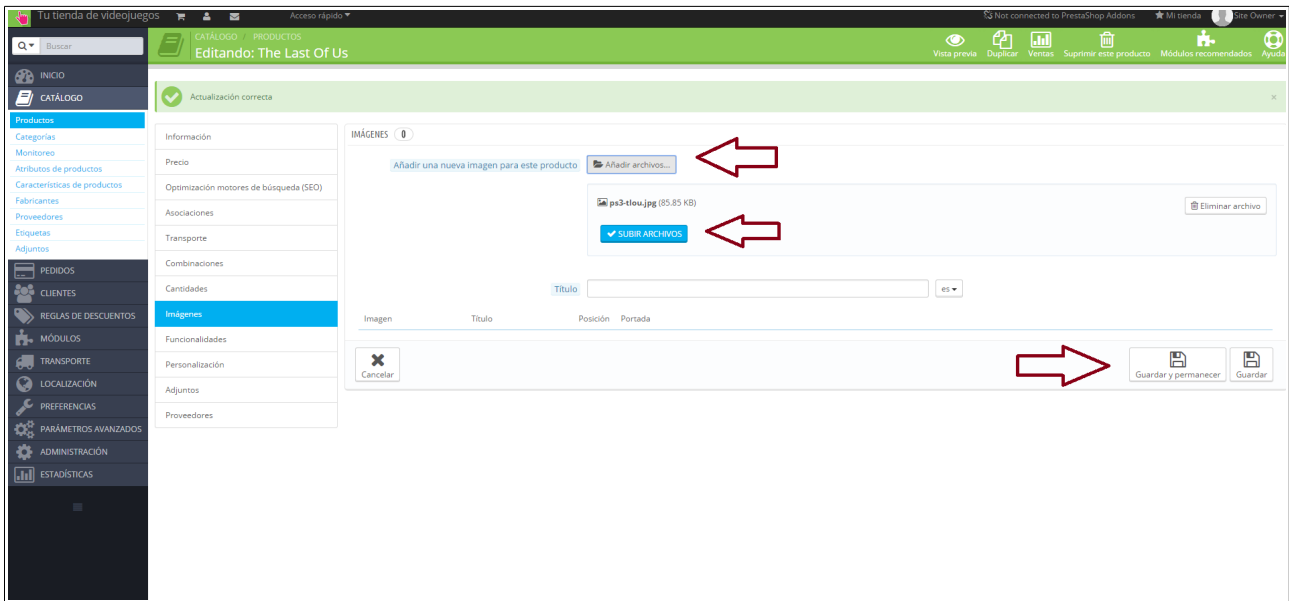 Tu tienda de videojuegos Acceso rápido Not connected to PrestaShop Addons Mi tienda Site Owner
Buscar
CATÁLOGO / PRODUCTOS
Editando: The Last Of Us
Vista previa Duplicar Ventas Suprimir este producto Módulos recomendados Ayuda
INICIO
CATÁLOGO
Productos
Categorías
Monitoreo
Atributos de productos
Características de productos
Fabricantes
Proveedores
Etiquetas
Adjuntos
PEDIDOS
CLIENTES
REGLAS DE DESCUENTOS
MÓDULOS
TRANSPORTE
LOCALIZACIÓN
PREFERENCIAS
PARÁMETROS AVANZADOS
ADMINISTRACIÓN
ESTADÍSTICAS
Actualización correcta ×
Información
Precio
Optimización motores de búsqueda (SEO)
Asociaciones
Transporte
Combinaciones
Cantidades
Imágenes
Funcionalidades
Personalización
Adjuntos
Proveedores
IMÁGENES 0
Añadir una nueva imagen para este producto Añadir archivos...
ps3-tlou.jpg (85.85 KB) Eliminar archivo
SUBIR ARCHIVOS
Título es
Imagen Título Posición Portada
Cancelar Guardar y permanecer Guardar